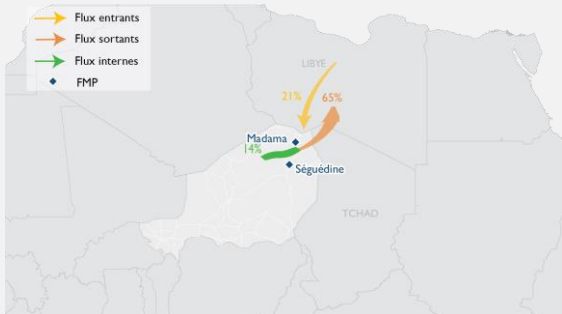 Flux entrants
Flux sortants
Flux internes
FMP
LIBYE
21%
65%
Madama
14%
Séguédine
TCHAD